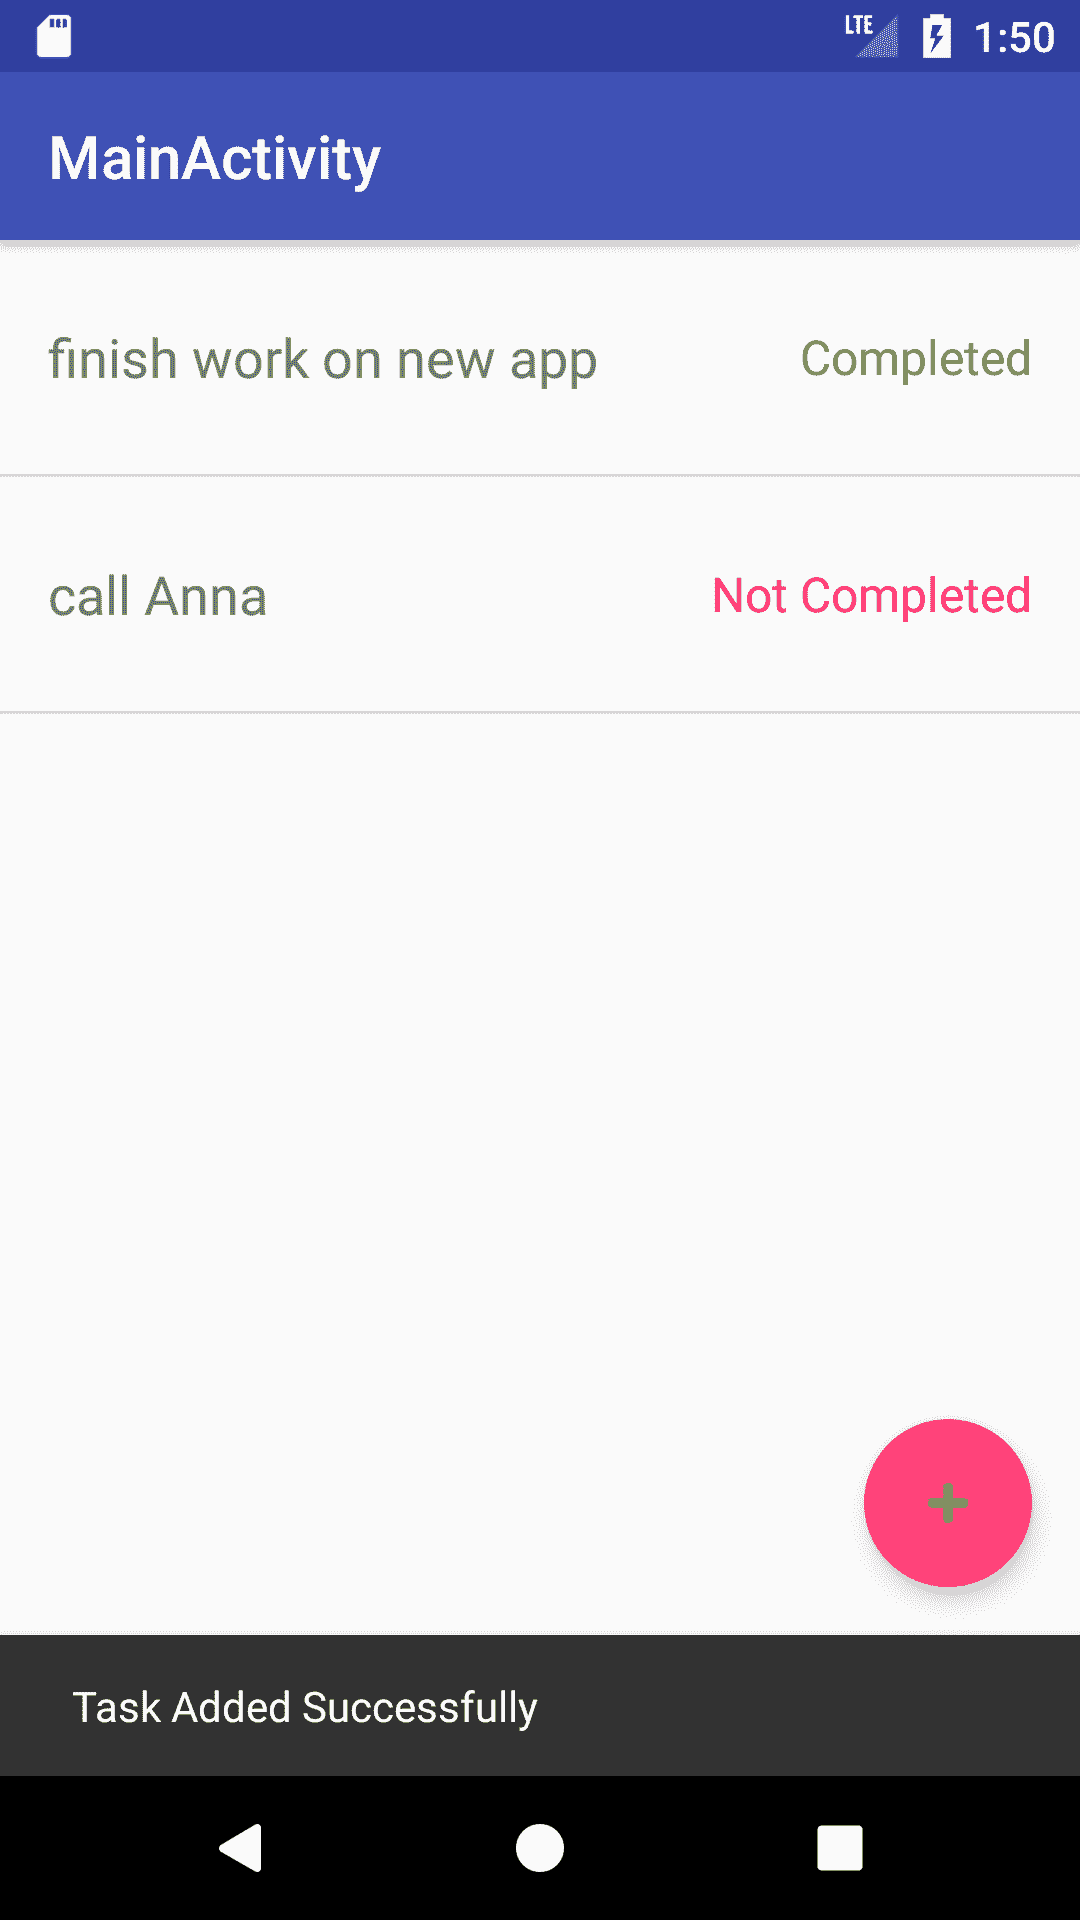 LTE 1:50
MainActivity
finish work on new app Completed
call Anna Not Completed
Task Added Successfully